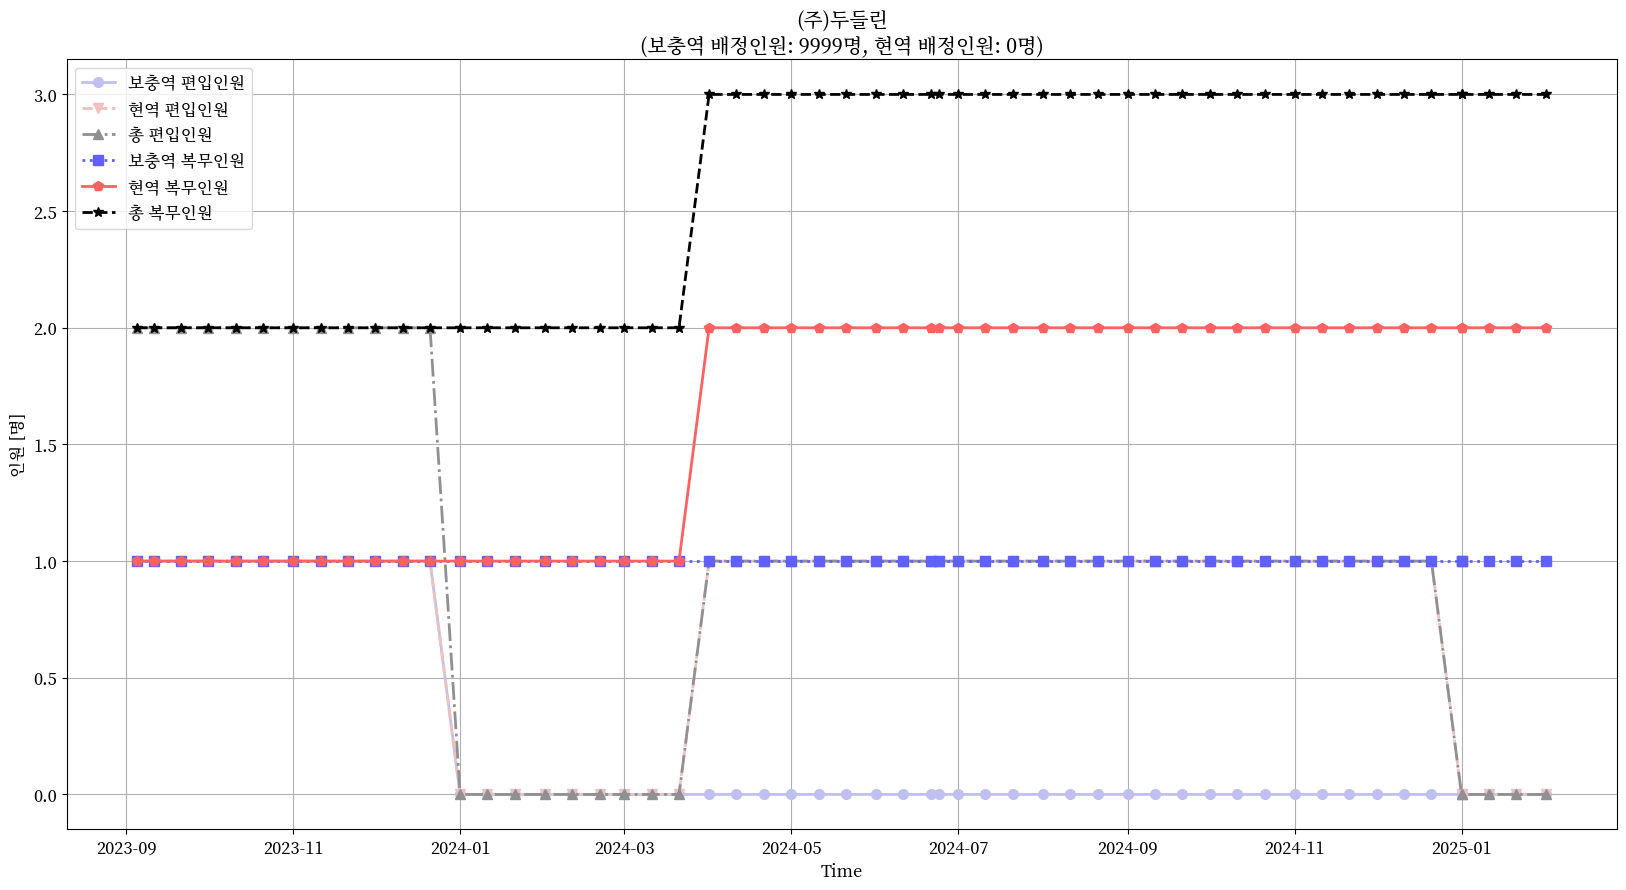 (주)두들린
(보충역 배정인원: 9999명, 현역 배정인원: 0명)
보충역 편입인원
현역 편입인원
총 편입인원
보충역 복무인원
현역 복무인원
총 복무인원
3.0
2.5
2.0
1.5
1.0
0.5
0.0
인원 [명]
2023-09 2023-11 2024-01 2024-03 2024-05 2024-07 2024-09 2024-11 2025-01
Time